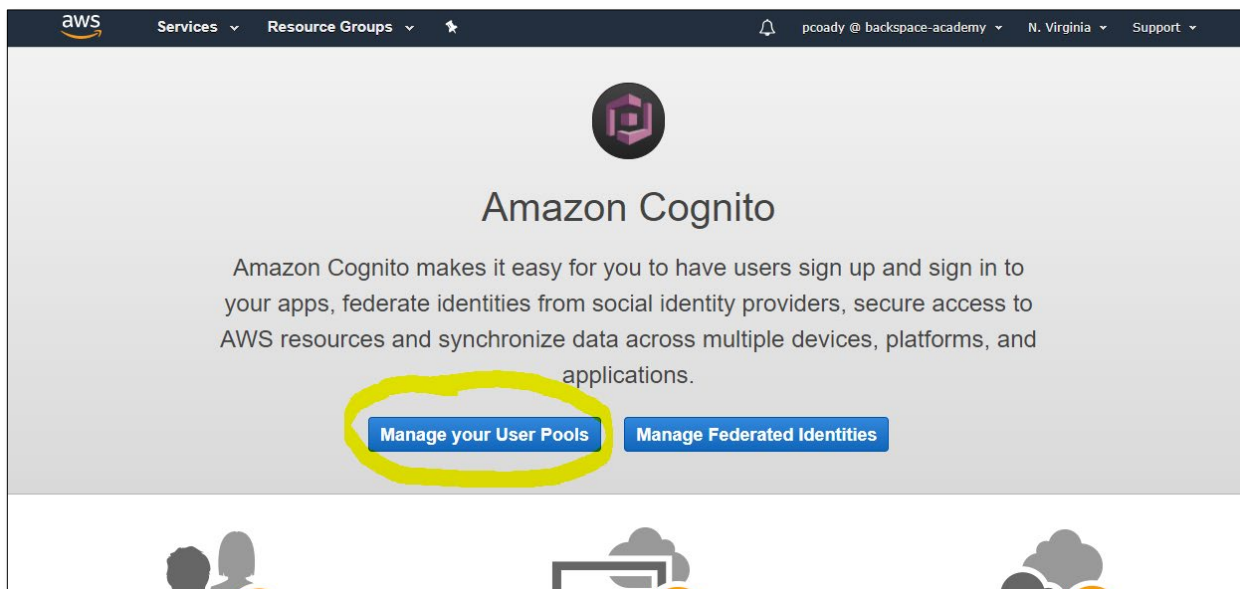 aws Services Resource Groups pcoady @ backspace-academy N. Virginia Support
Amazon Cognito
Amazon Cognito makes it easy for you to have users sign up and sign in to
your apps, federate identities from social identity providers, secure access to
AWS resources and synchronize data across multiple devices, platforms, and
applications.
Manage your User Pools Manage Federated Identities